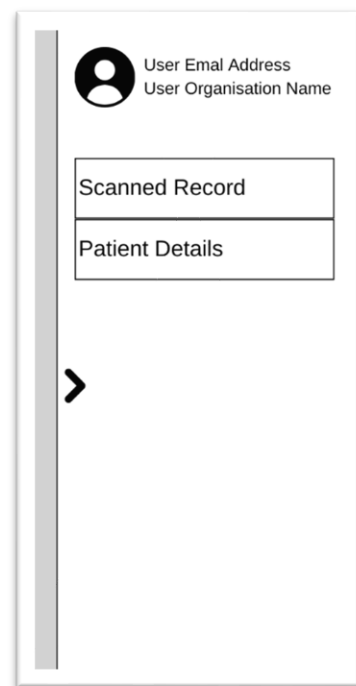 User Emal Address
User Organisation Name
Scanned Record
Patient Details